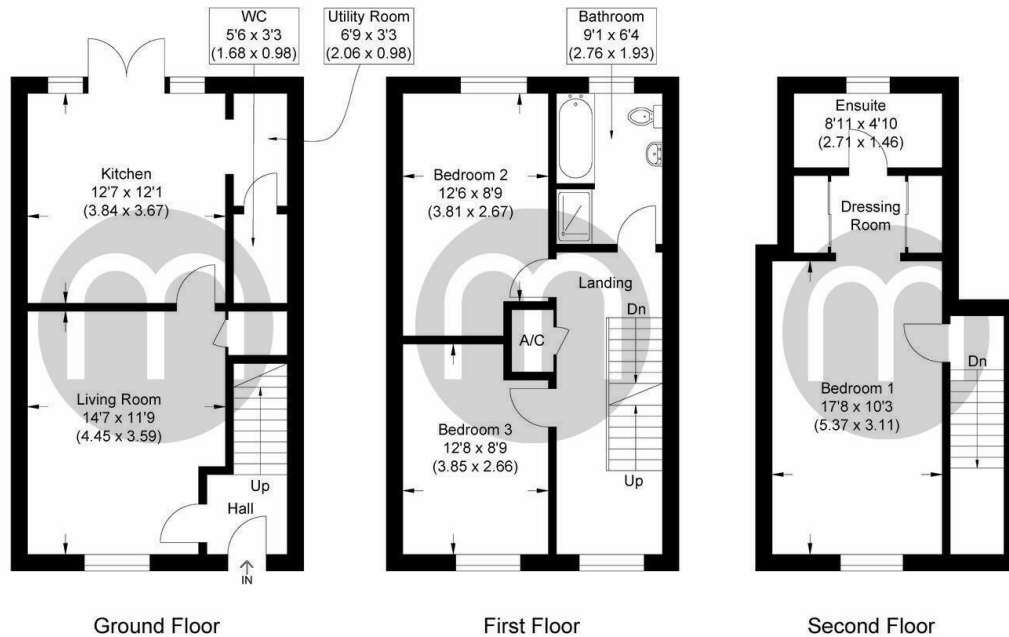 WC
5'6 x 3'3
(1.68 x 0.98)
Utility Room
6'9 x 3'3
(2.06 x 0.98)
Kitchen
12'7 x 12'1
(3.84 x 3.67)
Living Room
14'7 x 11'9
(4.45 x 3.59)
Up
Hall
IN
Ground Floor
Bathroom
9'1 x 6'4
(2.76 x 1.93)
Bedroom 2
12'6 x 8'9
(3.81 x 2.67)
Landing
Dn
A/C
Bedroom 3
12'8 x 8'9
(3.85 x 2.66)
Up
First Floor
Ensuite
8'11 x 4'10
(2.71 x 1.46)
Dressing
Room
Dn
Bedroom 1
17'8 x 10'3
(5.37 x 3.11)
Second Floor
m
m
m